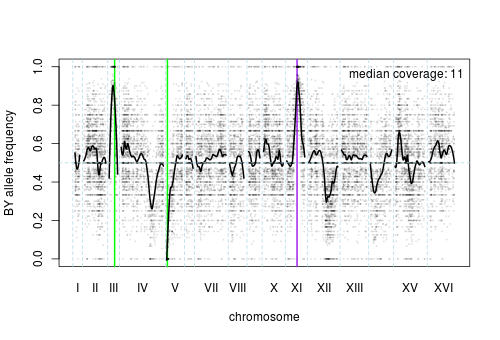 median coverage: 11
BY allele frequency
1.0
0.8
0.6
0.4
0.2
0.0
I II III IV V VII VIII X XI XII XIII XV XVI
chromosome